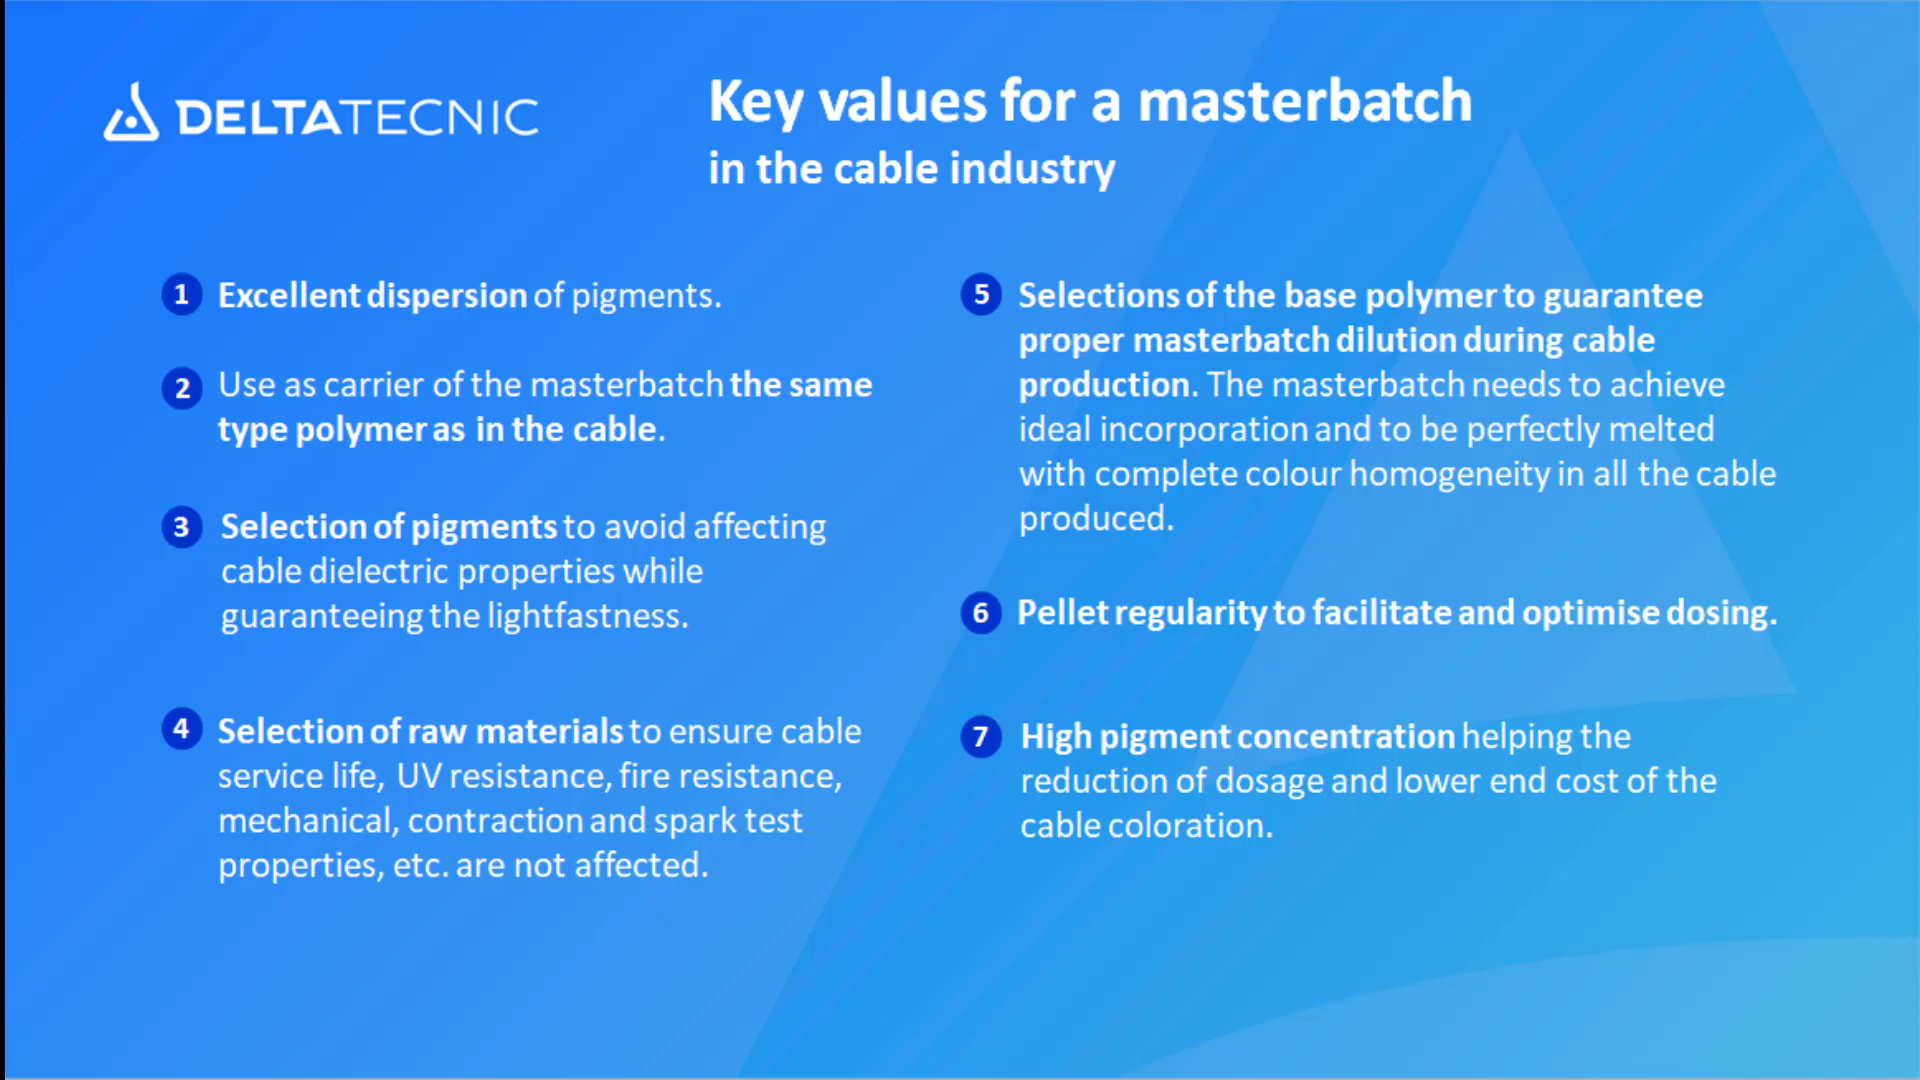 DELTATECNIC
Key values for a masterbatch
in the cable industry
1 Excellent dispersion of pigments.
2 Use as carrier of the masterbatch the same
type polymer as in the cable.
3 Selection of pigments to avoid affecting
cable dielectric properties while
guaranteeing the lightfastness.
4 Selection of raw materials to ensure cable
service life, UV resistance, fire resistance,
mechanical, contraction and spark test
properties, etc. are not affected.
5 Selections of the base polymer to guarantee
proper masterbatch dilution during cable
production. The masterbatch needs to achieve
ideal incorporation and to be perfectly melted
with complete colour homogeneity in all the cable
produced.
6 Pellet regularity to facilitate and optimise dosing.
7 High pigment concentration helping the
reduction of dosage and lower end cost of the
cable coloration.